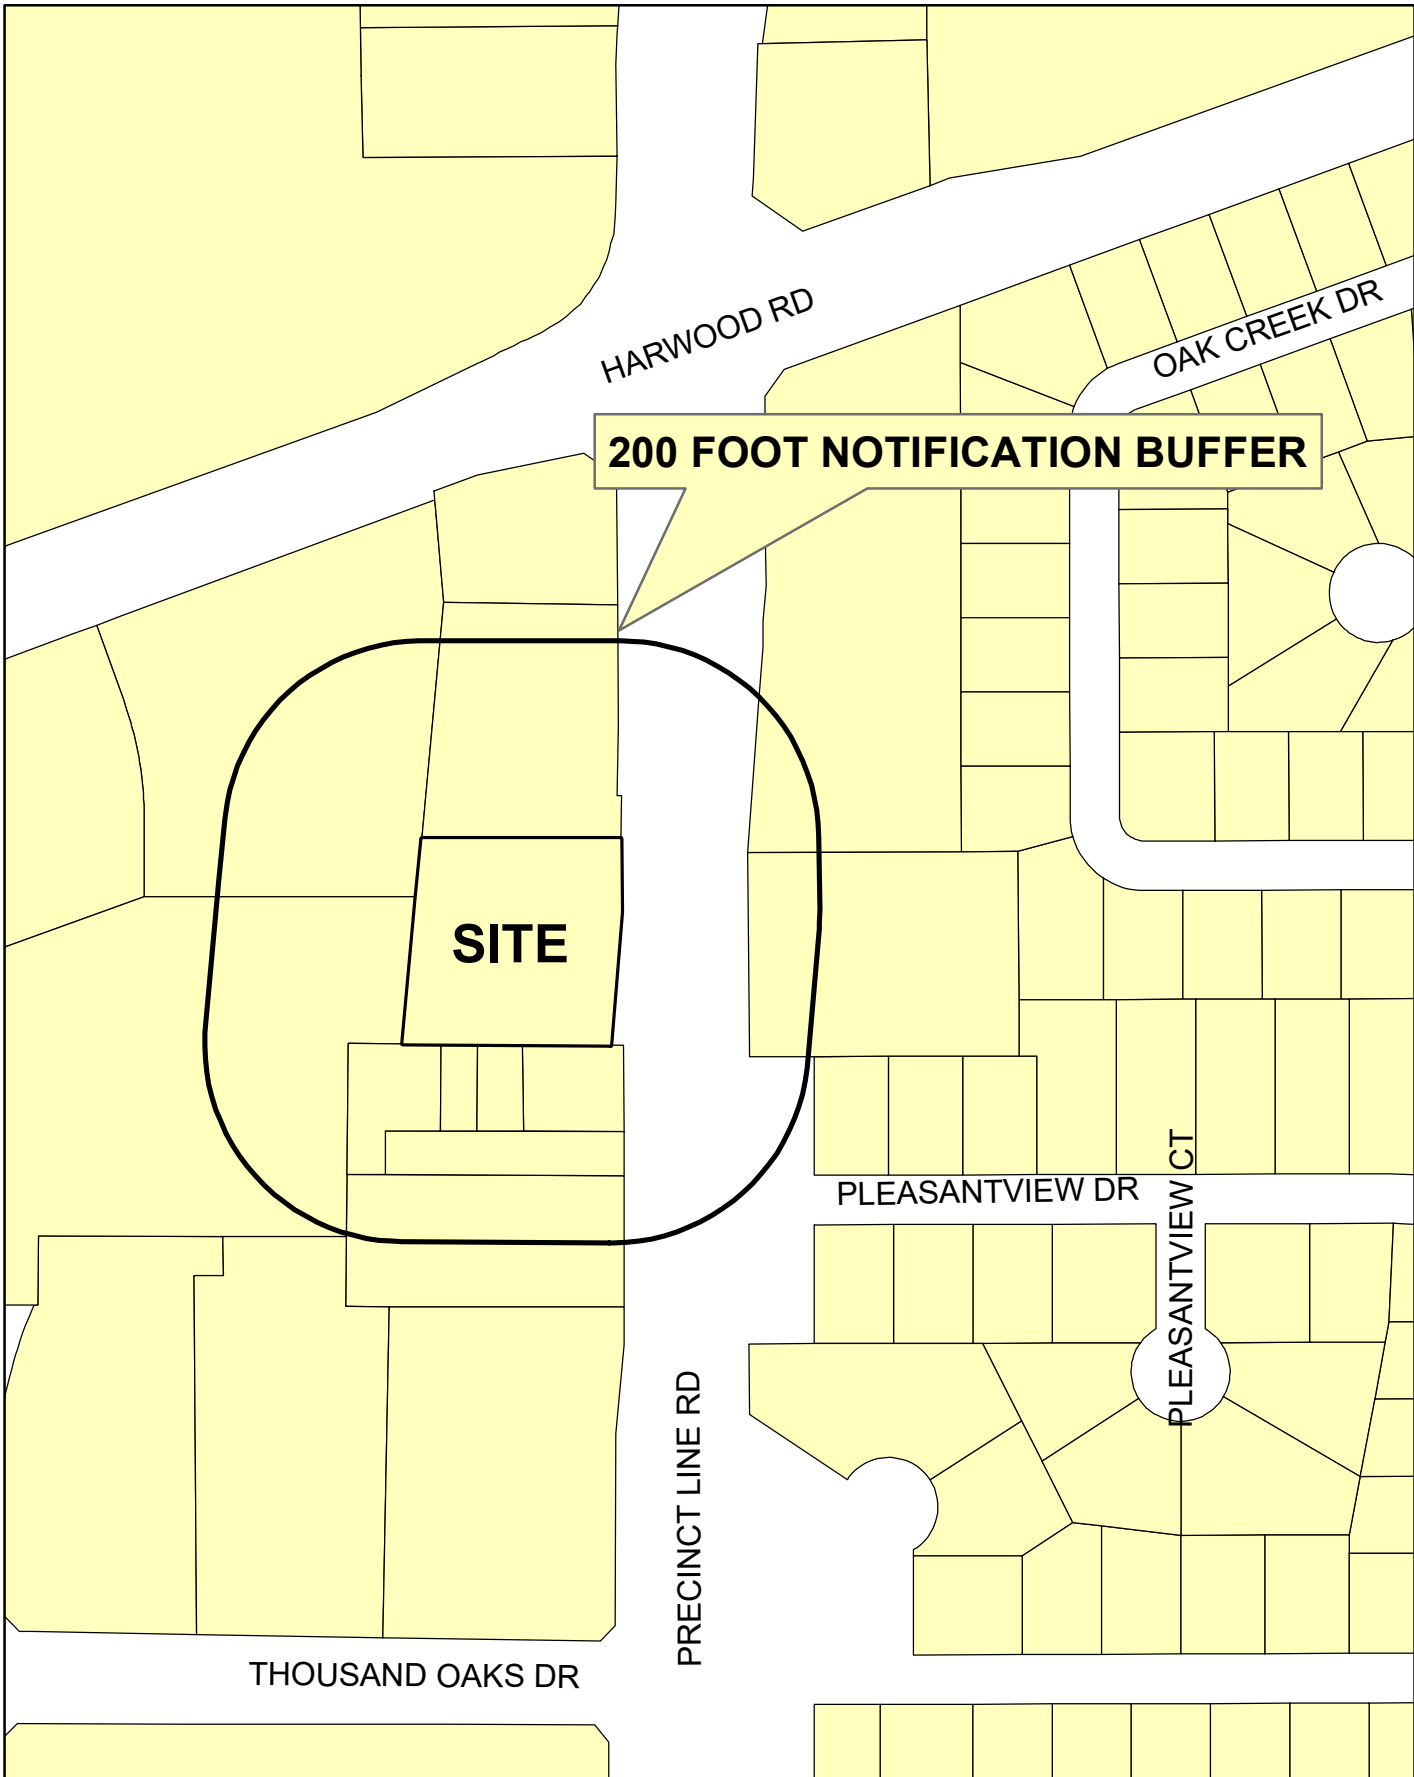 HARWOOD RD
OAK CREEK DR
200 FOOT NOTIFICATION BUFFER
SITE
PLEASANTVIEW DR
PLEASANTVIEW CT
PRECINCT LINE RD
THOUSAND OAKS DR